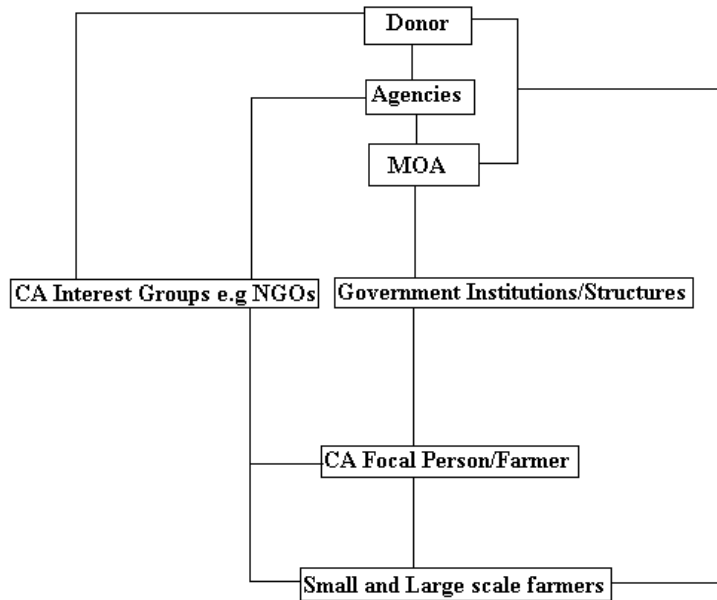 Donor
Agencies
MOA
CA Interest Groups e.g NGOs
Government Institutions/Structures
CA Focal Person/Farmer
Small and Large scale farmers